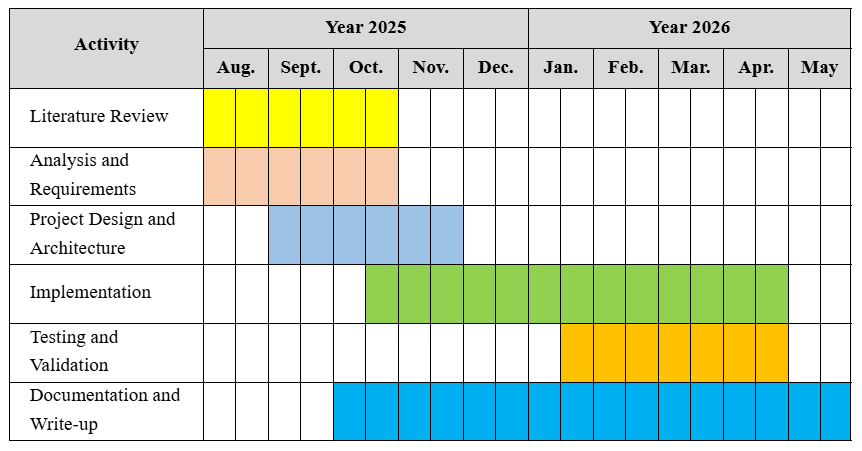 Activity
Year 2025
Year 2026
Aug.
Sept.
Oct.
Nov.
Dec.
Jan.
Feb.
Mar.
Apr.
May
Literature Review
Analysis and
Requirements
Project Design and
Architecture
Implementation
Testing and
Validation
Documentation and
Write-up